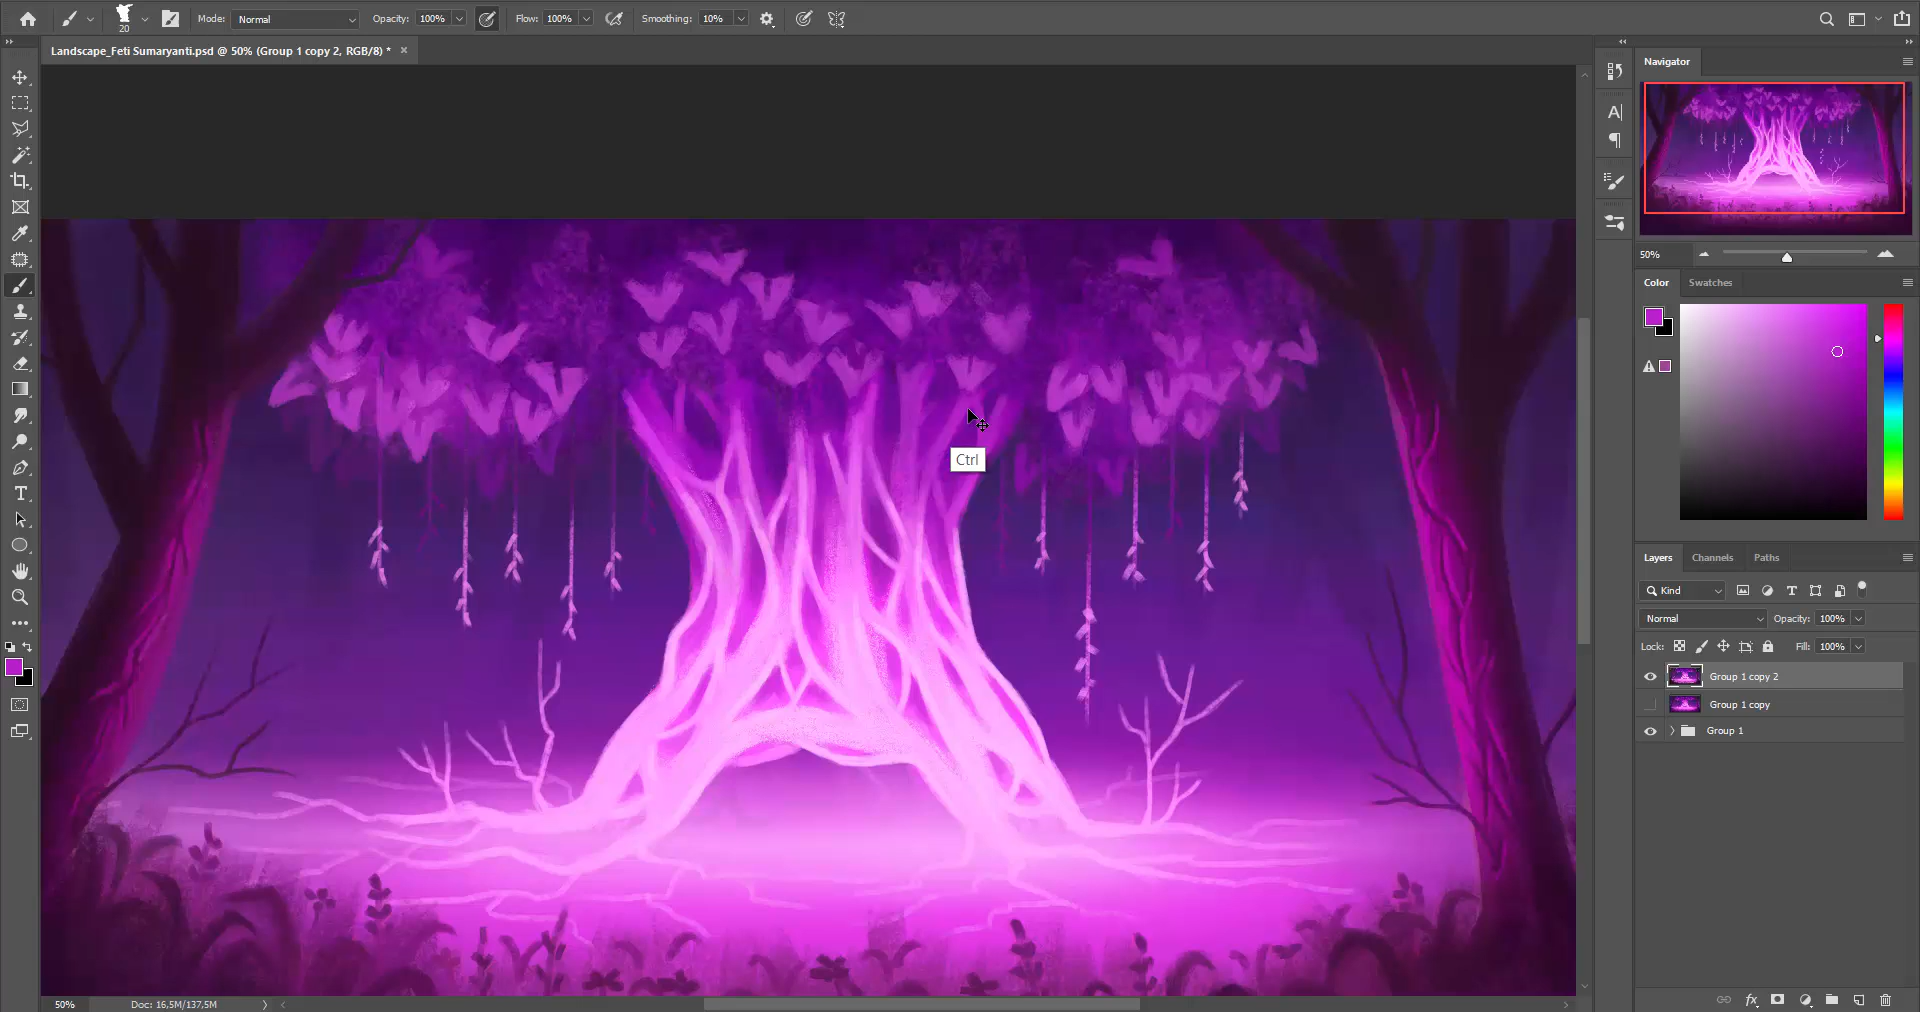 20
Mode: Normal
Opacity: 100%
Flow: 100%
Smoothing: 10%
Landscape_Feti Sumaryanti.psd @ 50% (Group 1 copy 2, RGB/8) * ×
Navigator
50%
Color
Swatches
Layers
Channels
Paths
Kind
Normal
Opacity: 100%
Lock:
Fill: 100%
Group 1 copy 2
Group 1 copy
Group 1
Ctrl
50%
Doc: 16,5M/137,5M